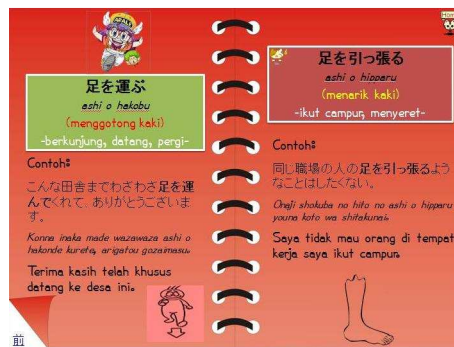 足を運ぶ
ashi o hakobu
(menggotong kaki)
-berkunjung, datang, pergi-
Contoh:
こんな田舎までわざわざ足を運
んでくれて、ありがとうございま
す。
Konna inaka made wazawaza ashi o
hakonde kurete, arigatou gozaimasu.
Terima kasih telah khusus
datang ke desa ini.
前
足を引っ張る
ashi o hipparu
(menarik kaki)
-ikut campur, menyeret-
Contoh:
同じ職場の人の足を引っ張るよう
なことはしたくない。
Onaji shokuba no hito no ashi o hipparu
youna koto wa shitakunai.
Saya tidak mau orang di tempat
kerja saya ikut campur.